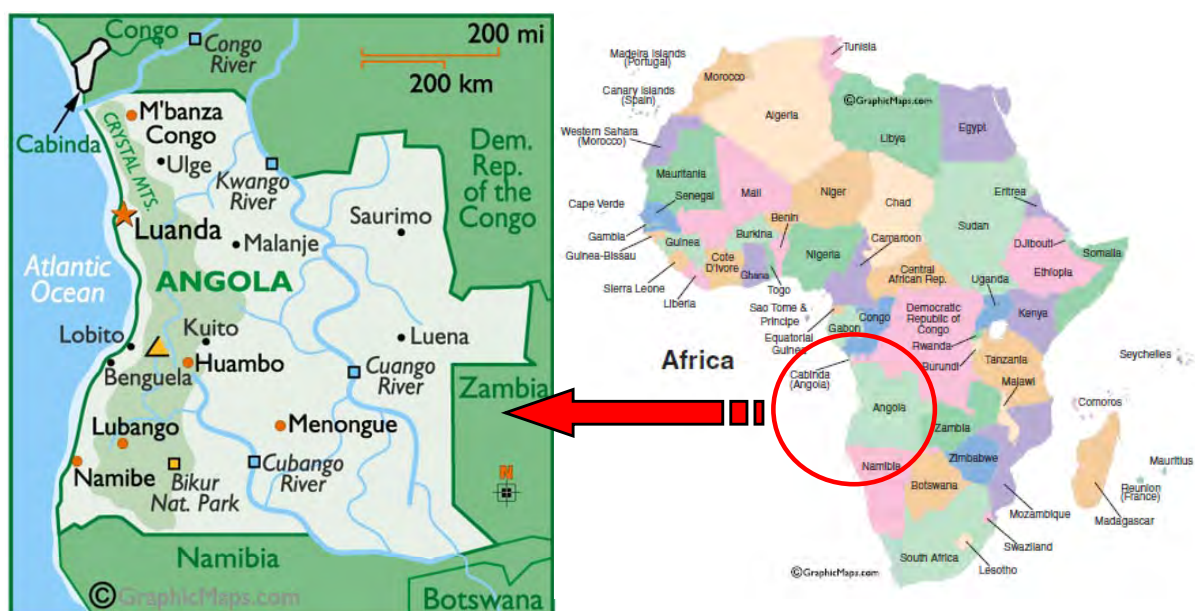 Congo
Congo
River
200 mi
200 km
M'banza
Congo
Cabinda
CRYSTAL MTS.
Ulge
Kwango
River
Dem.
Rep.
of the
Congo
Luanda
Saurimo
Malanje
Atlantic
Ocean
ANGOLA
Lobito
Kuito
Luena
Benguela
Huambo
Cuango
River
Zambia
Lubango
Menongue
Namibe
Bikur
Nat. Park
Cubango
River
N
Namibia
©GraphicMaps.com
Botswana
Madeira Islands
(Portugal)
Tunisia
Morocco
Canary Islands
(Spain)
©GraphicMaps.com
Algeria
Libya
Egypt
Western Sahara
(Morocco)
Mauritania
Mali
Niger
Chad
Eritrea
Senegal
Cape Verde
Sudan
Gambia
Guinea-Bissau
Guinea
Burkina
Benin
Nigeria
Cameroon
Djibouti
Somalia
Cote
D'Ivore
Ghana
Central
African Rep.
Ethiopia
Sierra Leone
Liberia
Togo
Uganda
Sao Tome &
Principe
Gabon
Congo
Democratic
Republic of
Congo
Kenya
Equatorial
Guinea
Rwanda
Africa
Burundi
Tanzania
Seychelles
Cabinda
(Angola)
Malawi
Comoros
Angola
Zambia
Zimbabwe
Mauritius
Namibia
Botswana
Reunion
(France)
Mozambique
Madagascar
Swaziland
South Africa
Lesotho
©GraphicMaps.com